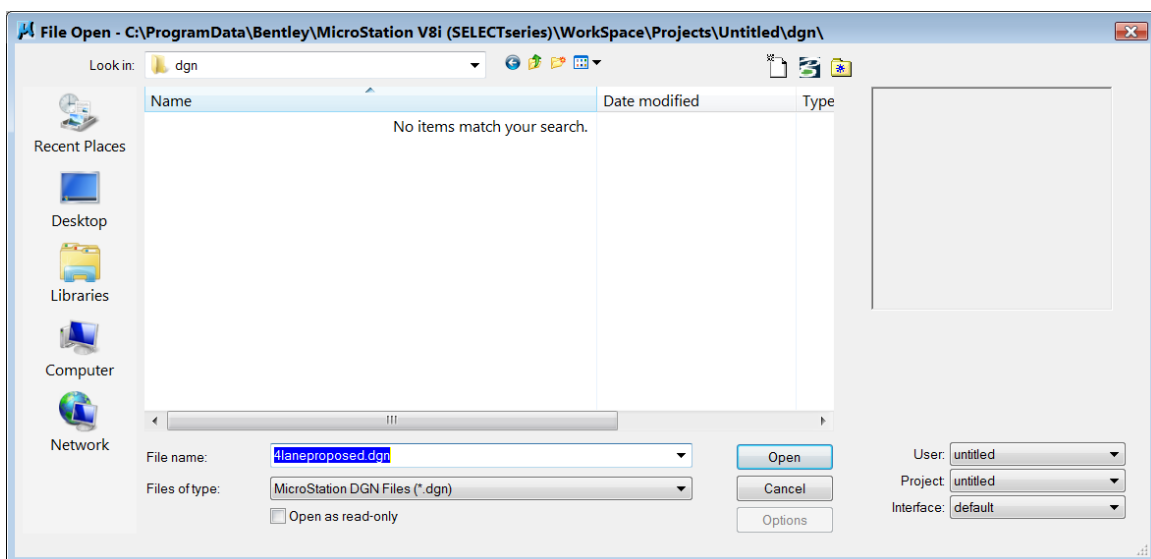 File Open - C:\ProgramData\Bentley\MicroStation V8i (SELECTseries)\WorkSpace\Projects\Untitled\dgn\
Look in: dgn
Name Date modified Type
No items match your search.
Recent Places
Desktop
Libraries
Computer
Network
File name: 4laneproposed.dgn Open
Files of type: MicroStation DGN Files (*.dgn) Cancel
Open as read-only Options
User: untitled
Project: untitled
Interface: default